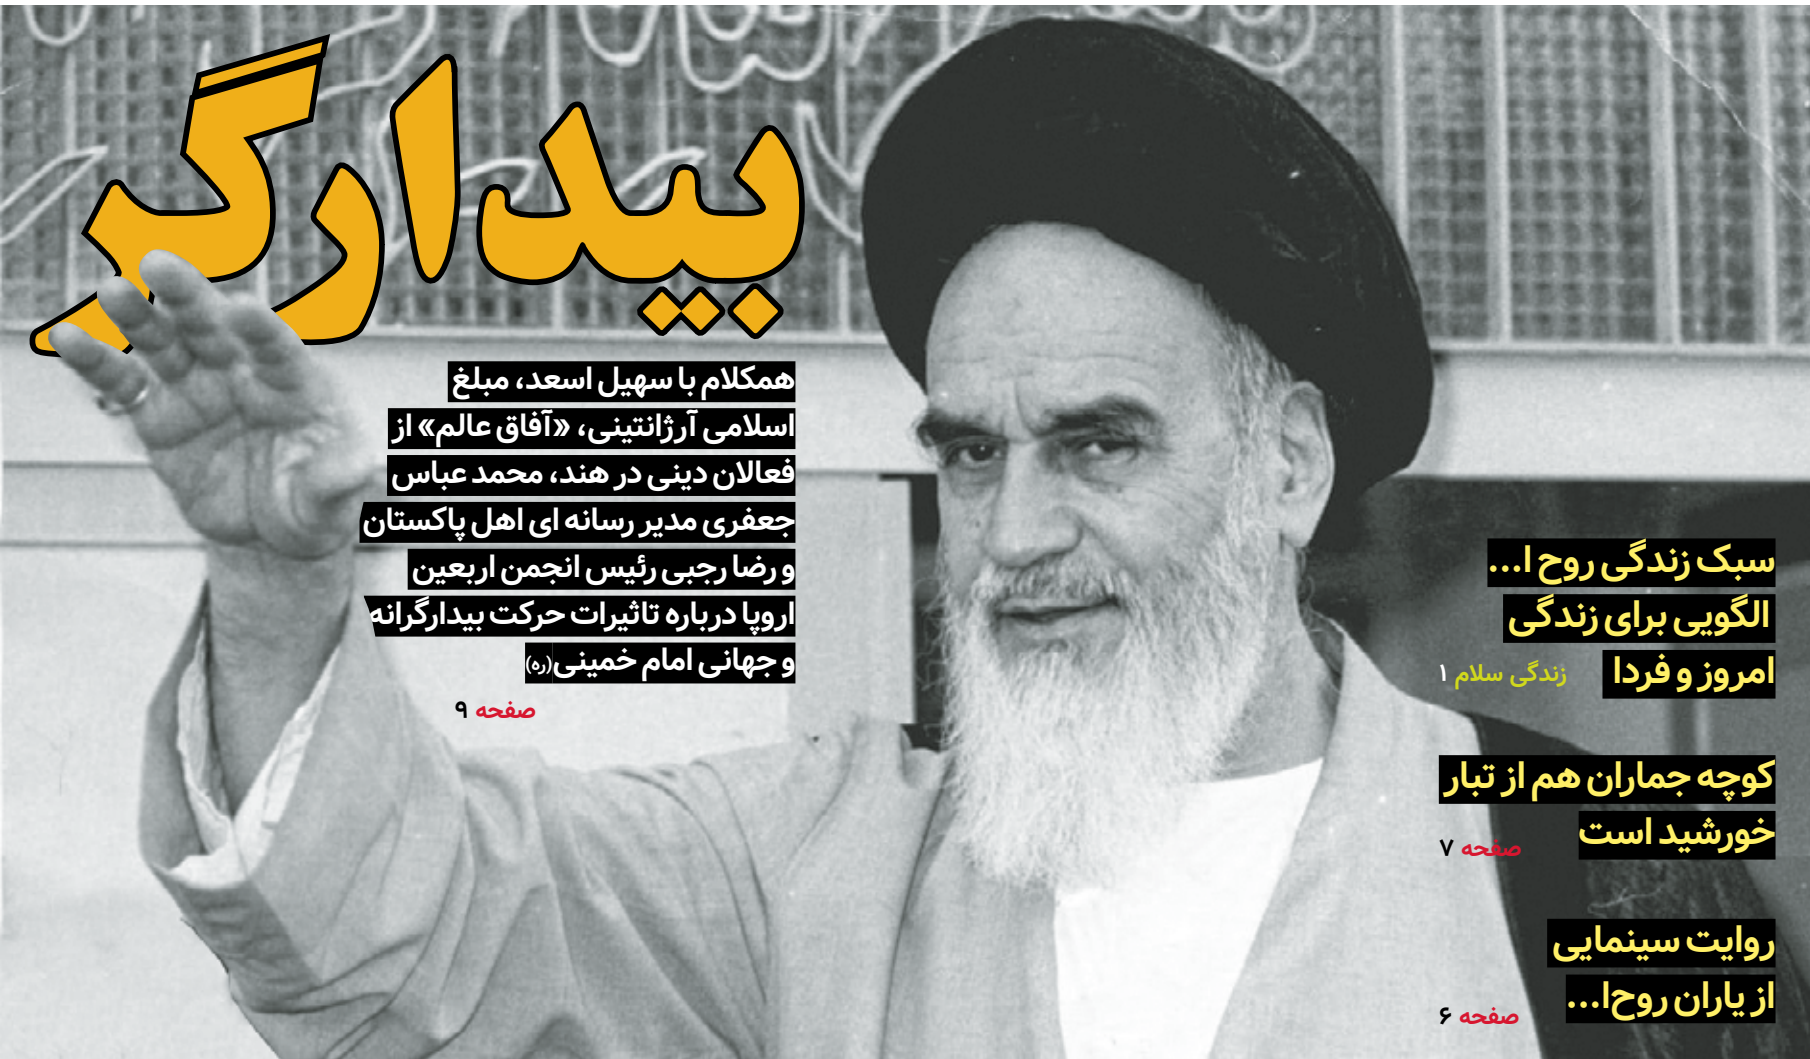 بیدارگر
همکلام با سهیل اسعد، مبلغ
اسلامی آرژانتینی، «آفاق عالم» از
فعالان دینی در هند، محمد عباس
جعفری مدیر رسانه ای اهل پاکستان
و رضا رجبی رئیس انجمن اربعین
اروپا درباره تاثیرات حرکت بیدارگرانه
و جهانی امام خمینی(ره)
صفحه ۹
سبک زندگی روح ا...
الگویی برای زندگی
امروز و فردا
زندگی سلام ۱
کوچه جماران هم از تبار
خورشید است
صفحه ۷
روایت سینمایی
از یاران روح‌ا...
صفحه ۶